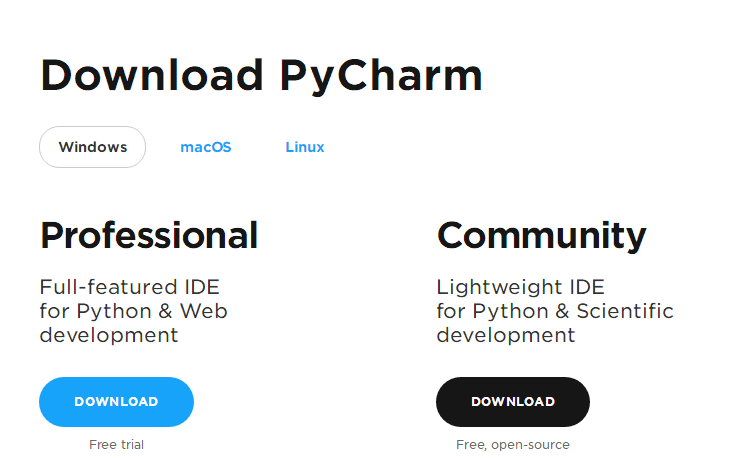 Download PyCharm
Windows macOS Linux
Professional
Full-featured IDE
for Python & Web
development
DOWNLOAD
Free trial
Community
Lightweight IDE
for Python & Scientific
development
DOWNLOAD
Free, open-source